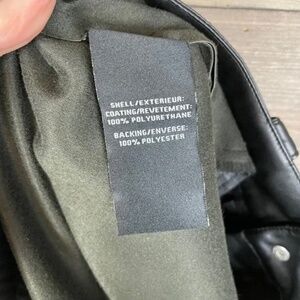 SHELL/EXTERIEUR:
COATING/REVETEMENT:
100% POLYURETHANE
BACKING/ENVERSE:
100% POLYESTER